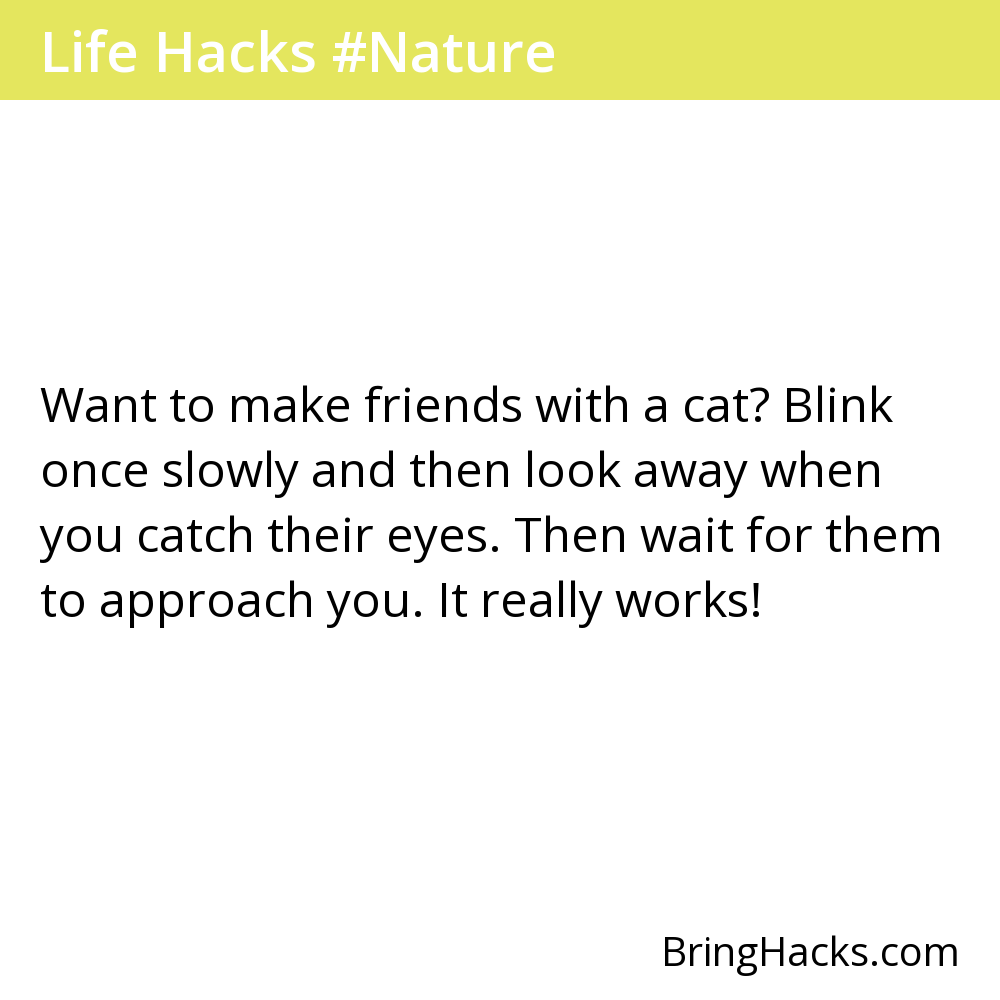 Life Hacks #Nature
Want to make friends with a cat? Blink
once slowly and then look away when
you catch their eyes. Then wait for them
to approach you. It really works!
BringHacks.com